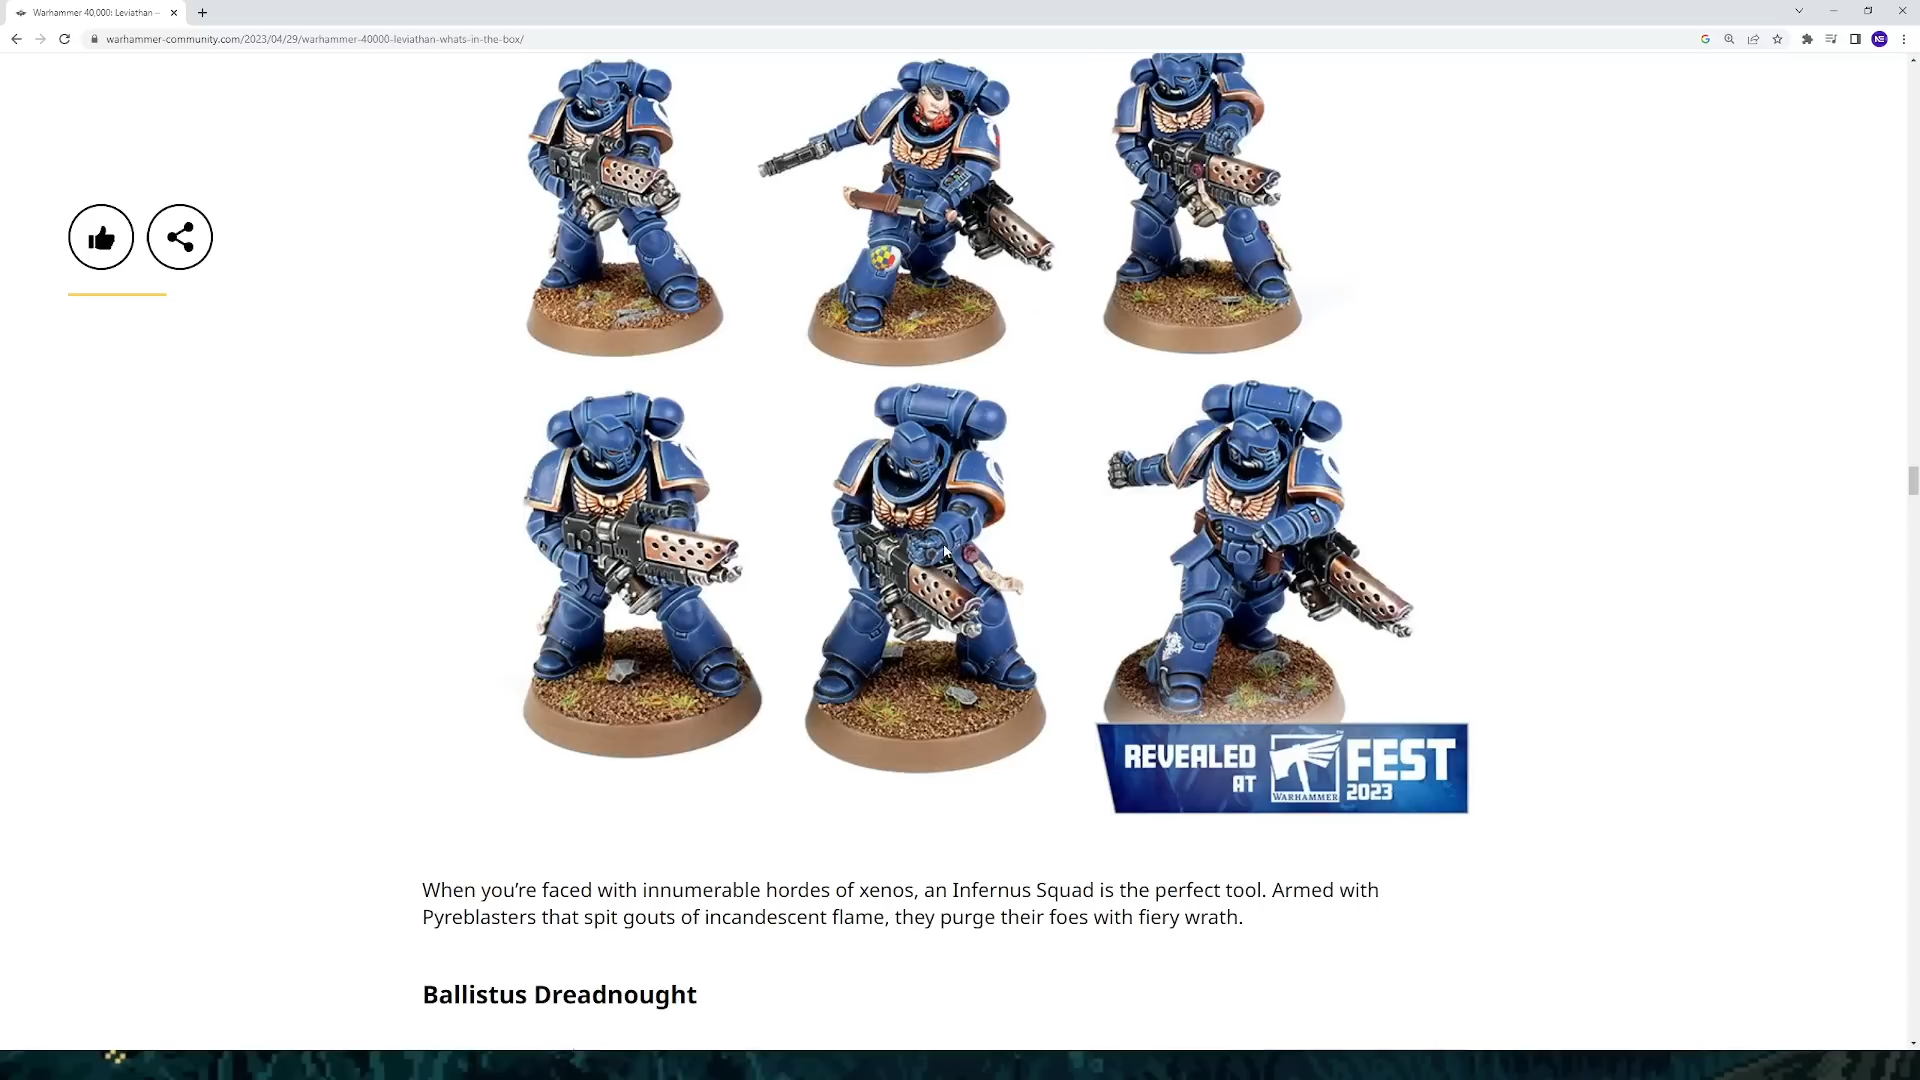 Warhammer 40,000: Leviathan –
warhammer-community.com/2023/04/29/warhammer-40000-leviathan-whats-in-the-box/
NE
REVEALED AT WARHAMMER FEST 2023
When you’re faced with innumerable hordes of xenos, an Infernus Squad is the perfect tool. Armed with
Pyreblasters that spit gouts of incandescent flame, they purge their foes with fiery wrath.
Ballistus Dreadnought